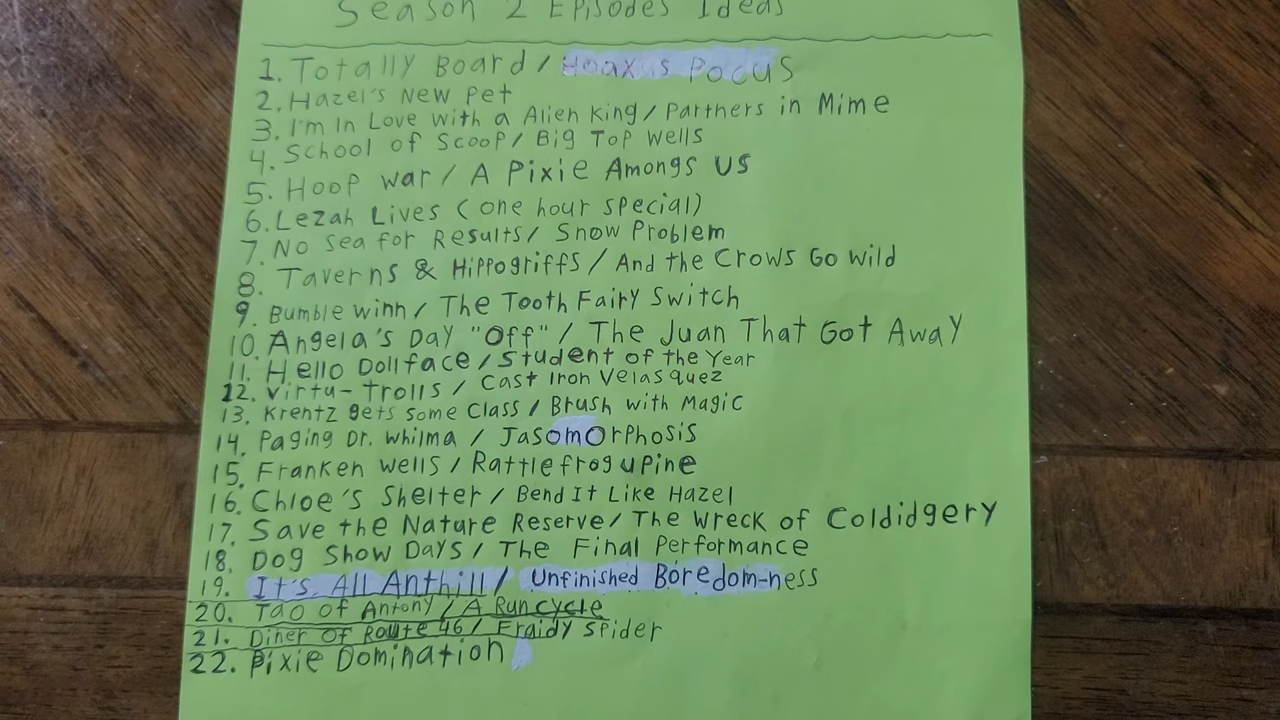 Season 2 Episodes Ideas
1. Totally Board / Hoaxus Pocus
2. Hazel's New Pet
3. I'm In Love with a Alien King / Partners in Mime
4. School of Scoop / Big Top Wells
5. Hoop War / A Pixie Amongs Us
6. Lezah Lives (one hour special)
7. No Sea for Results / Snow Problem
8. Taverns & Hippogriffs / And the Crows Go Wild
9. Bumble winn / The Tooth Fairy Switch
10. Angela's Day "Off" / The Juan That Got Away
11. Hello Dollface / Student of the Year
12. Virtu-Trolls / Cast Iron Velasquez
13. Krentz gets some Class / Brush with Magic
14. Paging Dr. Whilma / Jasomorphosis
15. Franken Wells / Rattlefrogupine
16. Chloe's Shelter / Bend It Like Hazel
17. Save the Nature Reserve / The Wreck of Coldidgery
18. Dog Show Days / The Final Performance
19. It's All Anthill / Unfinished Boredom-ness
20. Tao of Antony / A Run cycle
21. Diner of Route 46 / Fraidy Spider
22. Pixie Domination